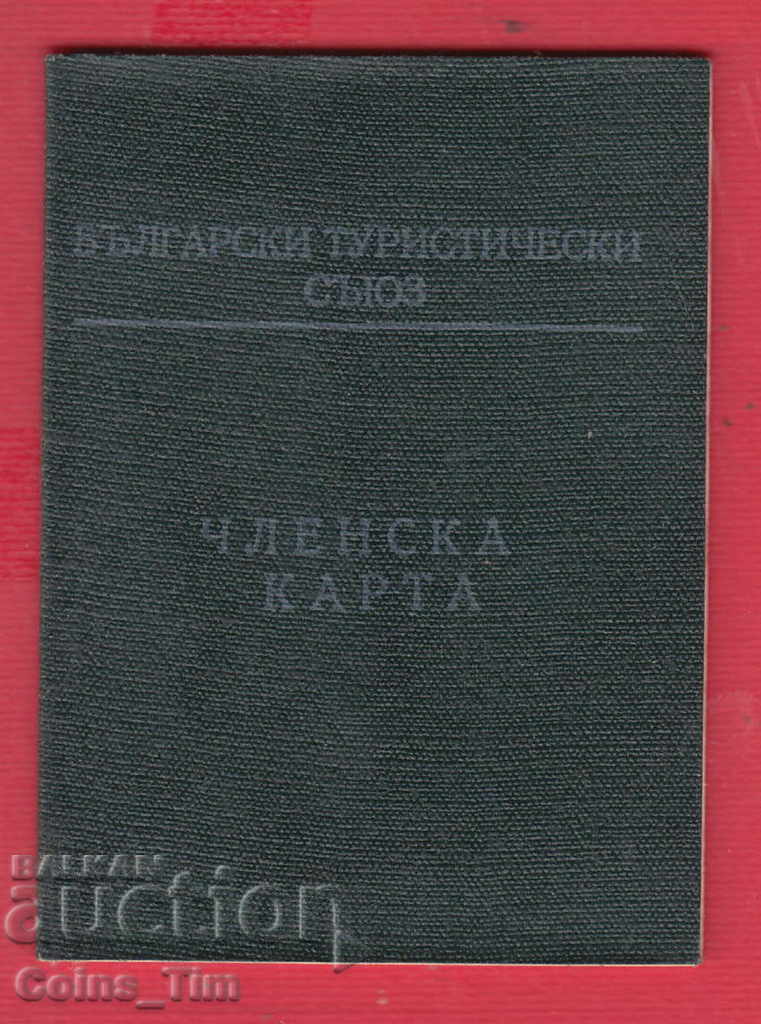 БЪЛГАРСКИ ТУРИСТИЧЕСКИ
СЪЮЗ
ЧЛЕНСКА
КАРТА
BALKAN
auction
Coins_Tim